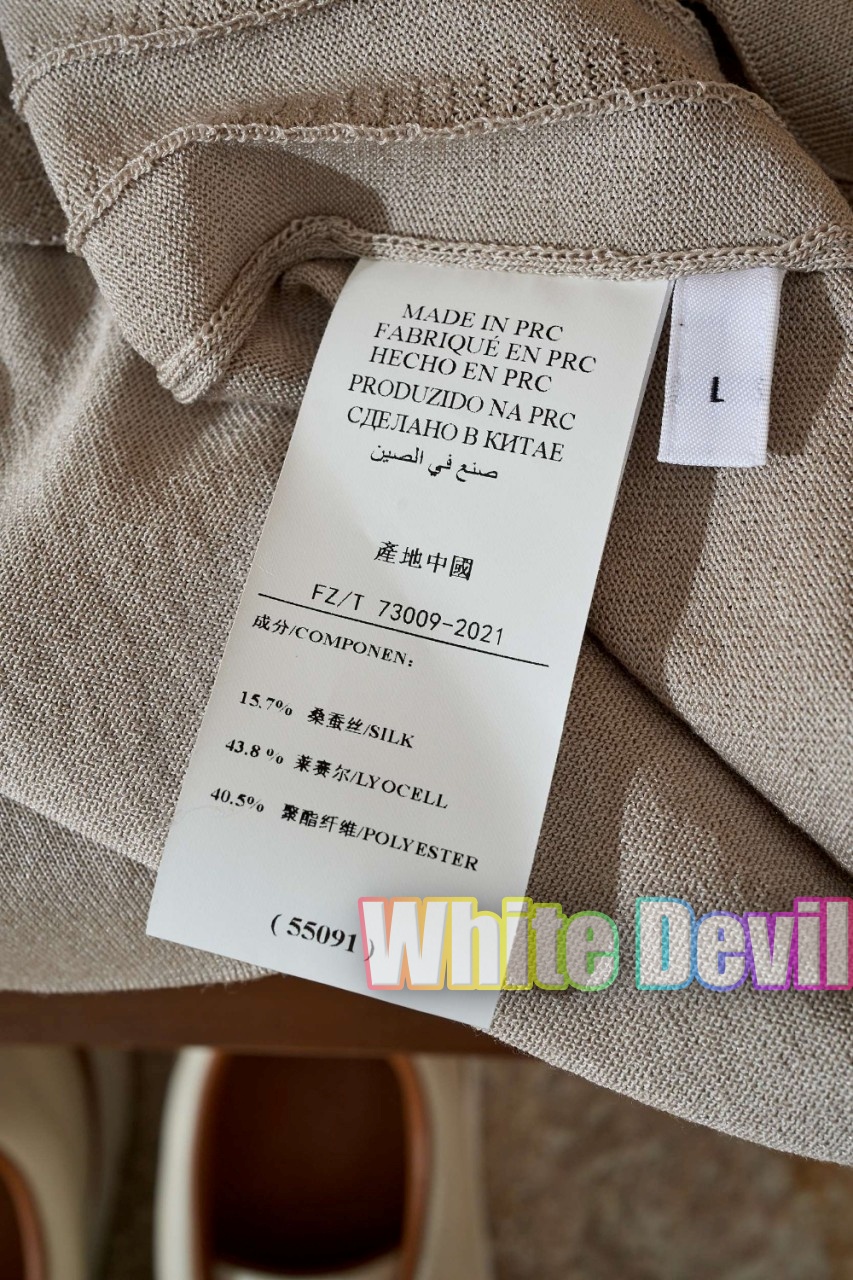 MADE IN PRC
FABRIQUÉ EN PRC
HECHO EN PRC
PRODUZIDO NA PRC
СДЕЛАНО В КИТАЕ
صنع في الصين
L
產地中國
FZ/T 73009-2021
成分/COMPONEN:
15.7% 桑蚕丝/SILK
43.8% 莱赛尔/LYOCELL
40.5% 聚酯纤维/POLYESTER
(55091)
White Devil